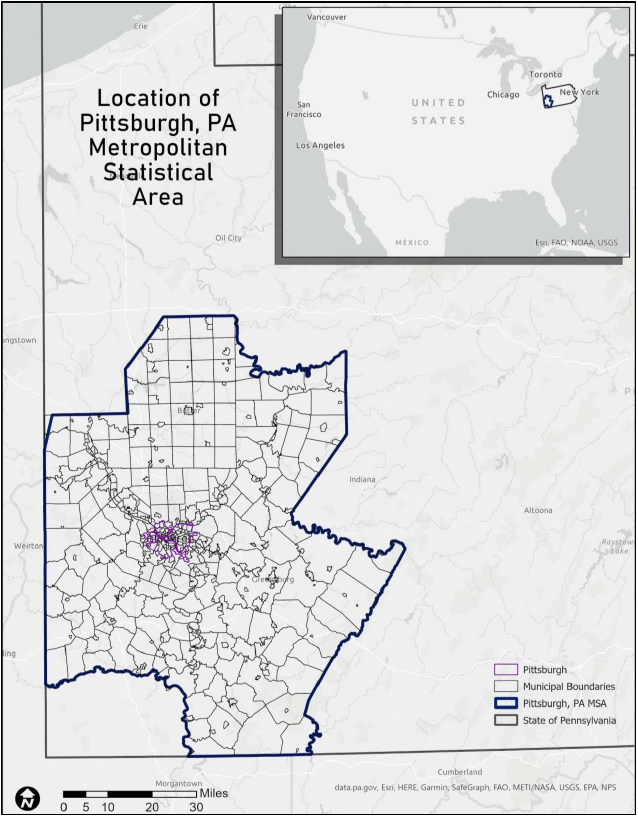 Erie
Location of
Pittsburgh, PA
Metropolitan
Statistical
Area
Vancouver
Toronto
Chicago
New York
UNITED
STATES
San
Francisco
Los Angeles
MÉXICO
Esri, FAO, NOAA, USGS
Oil City
ngstown
Butler
Indiana
Altoona
Weirton
Pittsburgh
Raystown
Lake
Greensburg
ling
Pittsburgh
Municipal Boundaries
Pittsburgh, PA MSA
State of Pennsylvania
Morgantown
Cumberland
N
Miles
0 5 10 20 30
data.pa.gov, Esri, HERE, Garmin, SafeGraph, FAO, METI/NASA, USGS, EPA, NPS